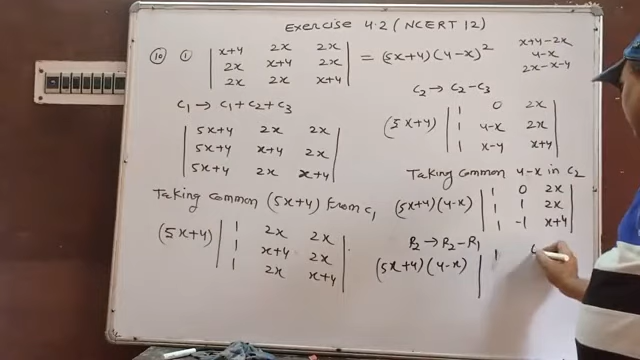 Exercise 4.2 (NCERT 12)
(10) (1) | x+4 2x 2x | = (5x+4)(4-x)²
| 2x x+4 2x |
| 2x 2x x+4 |
C1 → C1 + C2 + C3
| 5x+4 2x 2x |
| 5x+4 x+4 2x |
| 5x+4 2x x+4 |
Taking common (5x+4) from C1
(5x+4) | 1 2x 2x |
| 1 x+4 2x |
| 1 2x x+4 |
x+4-2x
4-x
2x-x-4
C2 → C2-C3
(5x+4) | 1 0 2x |
| 1 4-x 2x |
| 1 x-4 x+4 |
Taking common 4-x in C2
(5x+4)(4-x) | 1 0 2x |
| 1 1 2x |
| 1 -1 x+4 |
R2 → R2-R1
(5x+4)(4-x) | 1